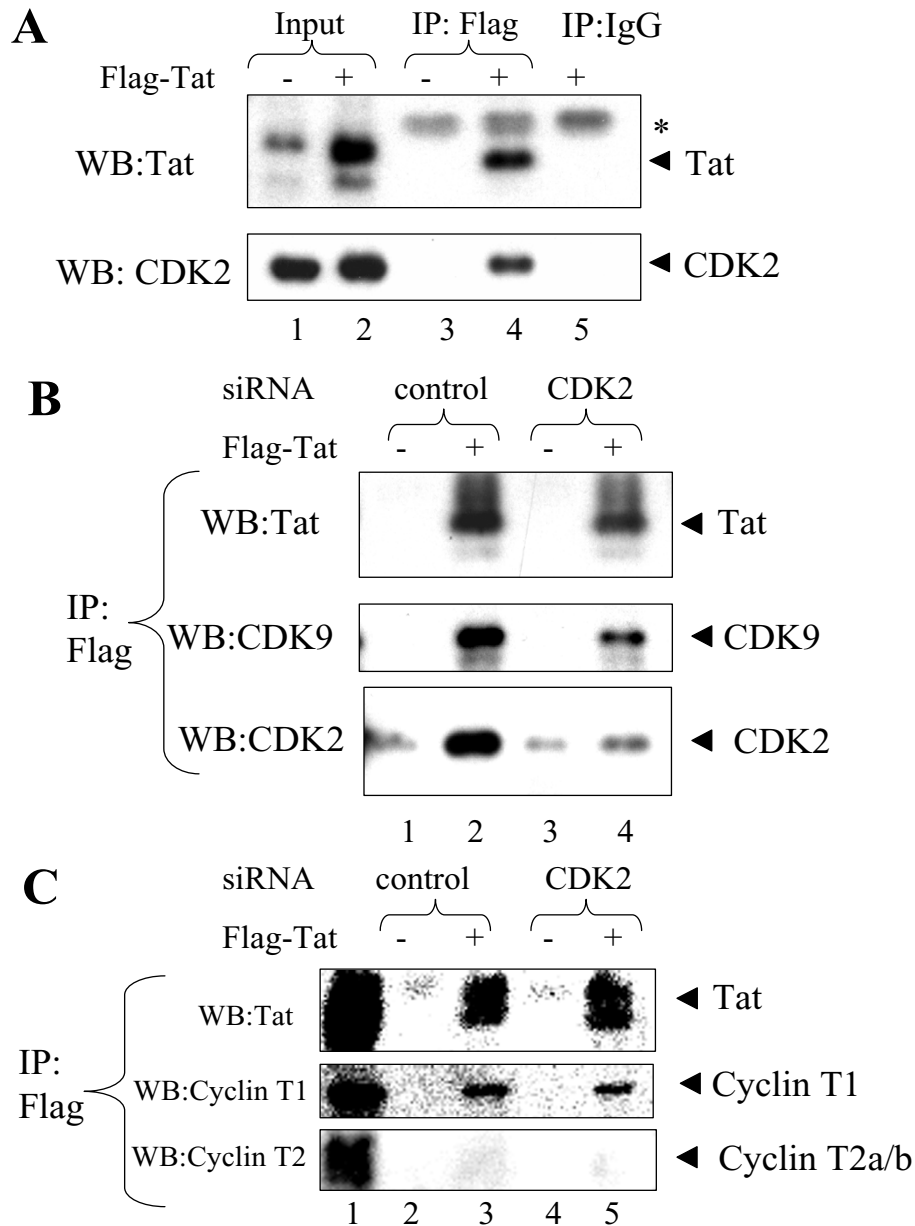 A
Input IP: Flag IP:IgG
Flag-Tat - + - + +
*
WB:Tat Tat
WB: CDK2 CDK2
1 2 3 4 5
B
siRNA control CDK2
Flag-Tat - + - +
WB:Tat Tat
IP:
Flag
WB:CDK9 CDK9
WB:CDK2 CDK2
1 2 3 4
C
siRNA control CDK2
Flag-Tat - + - +
WB:Tat Tat
IP:
Flag
WB:Cyclin T1 Cyclin T1
WB:Cyclin T2 Cyclin T2a/b
1 2 3 4 5